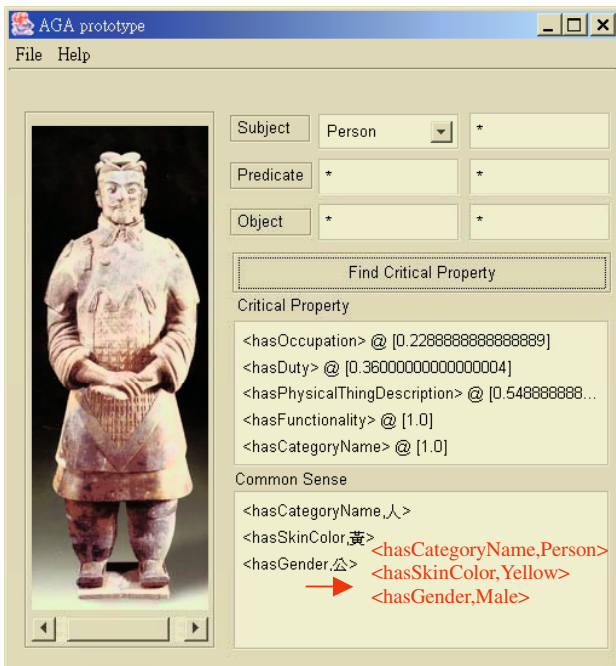 AGA prototype
File Help
Subject Person *
Predicate * *
Object * *
Find Critical Property
Critical Property
<hasOccupation> @ [0.2288888888888889]
<hasDuty> @ [0.36000000000000004]
<hasPhysicalThingDescription> @ [0.548888888...
<hasFunctionality> @ [1.0]
<hasCategoryName> @ [1.0]
Common Sense
<hasCategoryName,人>
<hasSkinColor,黃>
<hasGender,公>
<hasCategoryName,Person>
<hasSkinColor,Yellow>
<hasGender,Male>